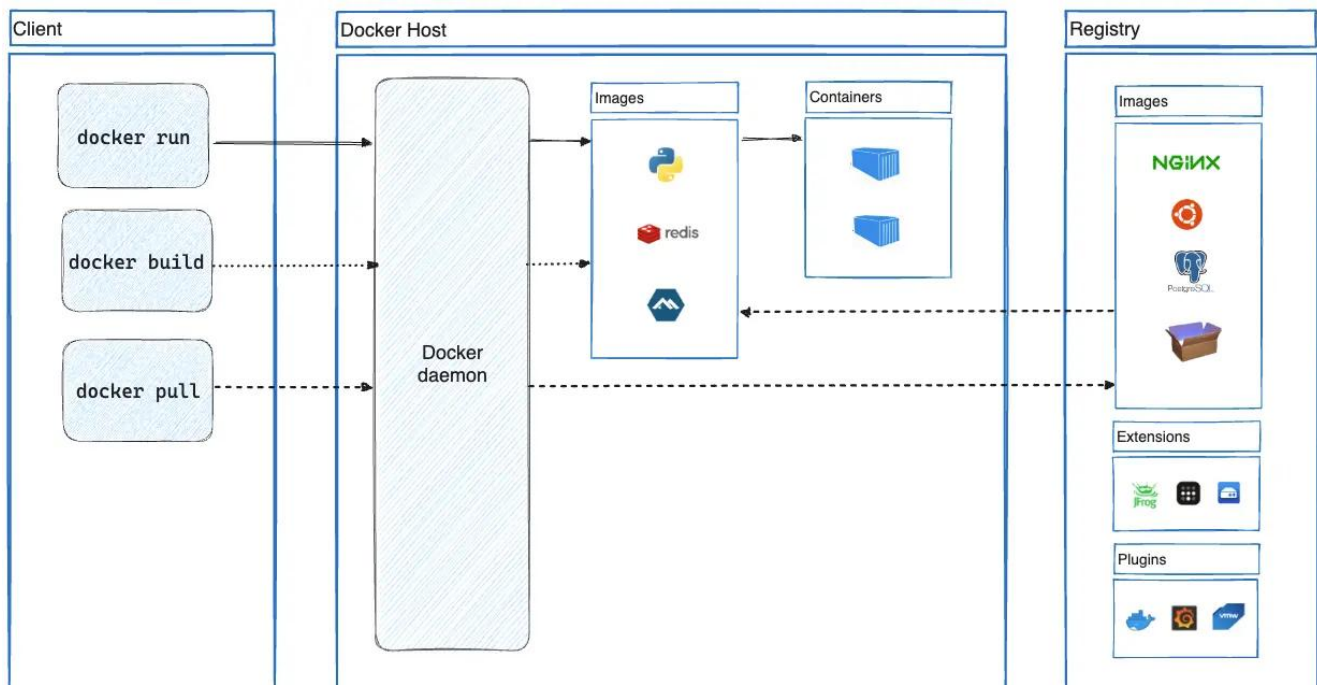 Client
Docker Host
Registry
docker run
docker build
docker pull
Docker
daemon
Images
redis
Containers
Images
NGINX
PostgreSQL
Extensions
JFrog
Plugins
vmw